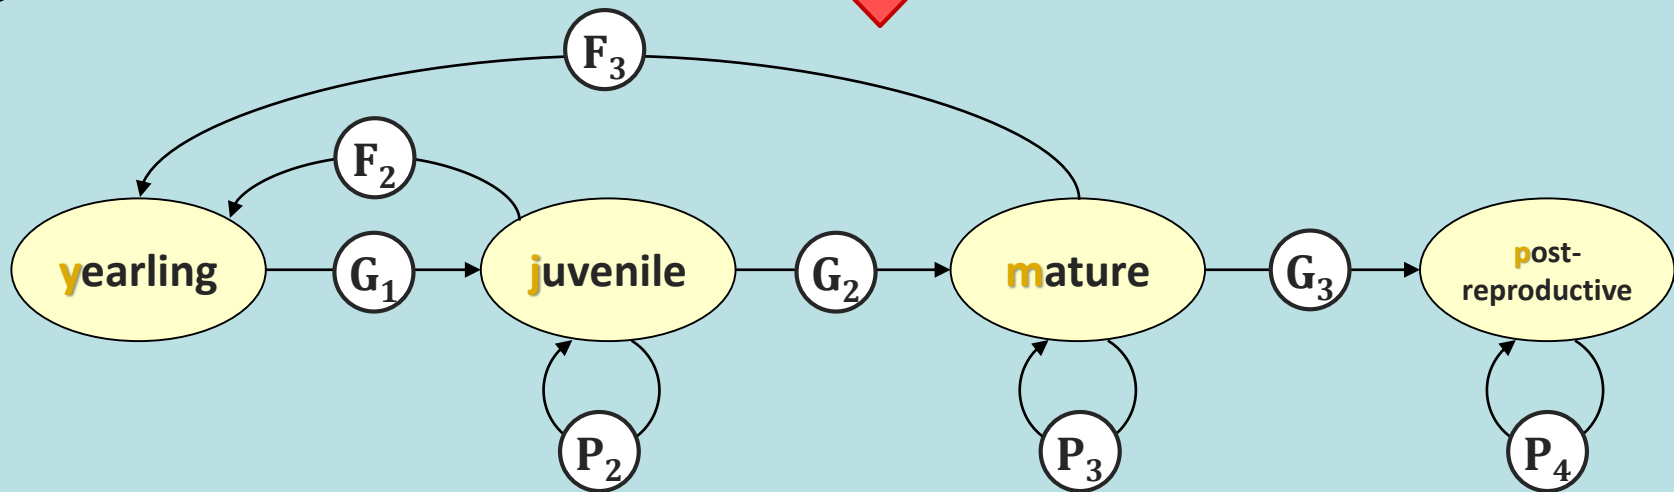 F₃
F₂
yearling
G₁
juvenile
G₂
mature
G₃
post-
reproductive
P₂
P₃
P₄